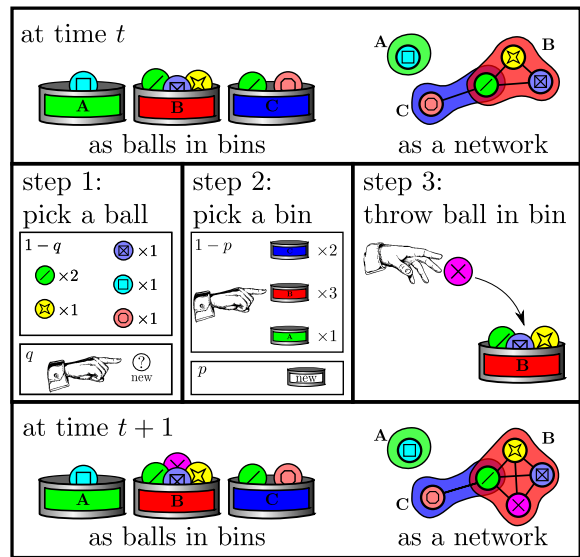 at time t
A
B
C
A
B
C
as balls in bins
as a network
step 1:
pick a ball
1 − q
×2
×1
×1
×1
×1
q
?
new
step 2:
pick a bin
1 − p
×2
B
×3
A
×1
p
new
step 3:
throw ball in bin
B
at time t + 1
A
B
C
A
B
C
as balls in bins
as a network